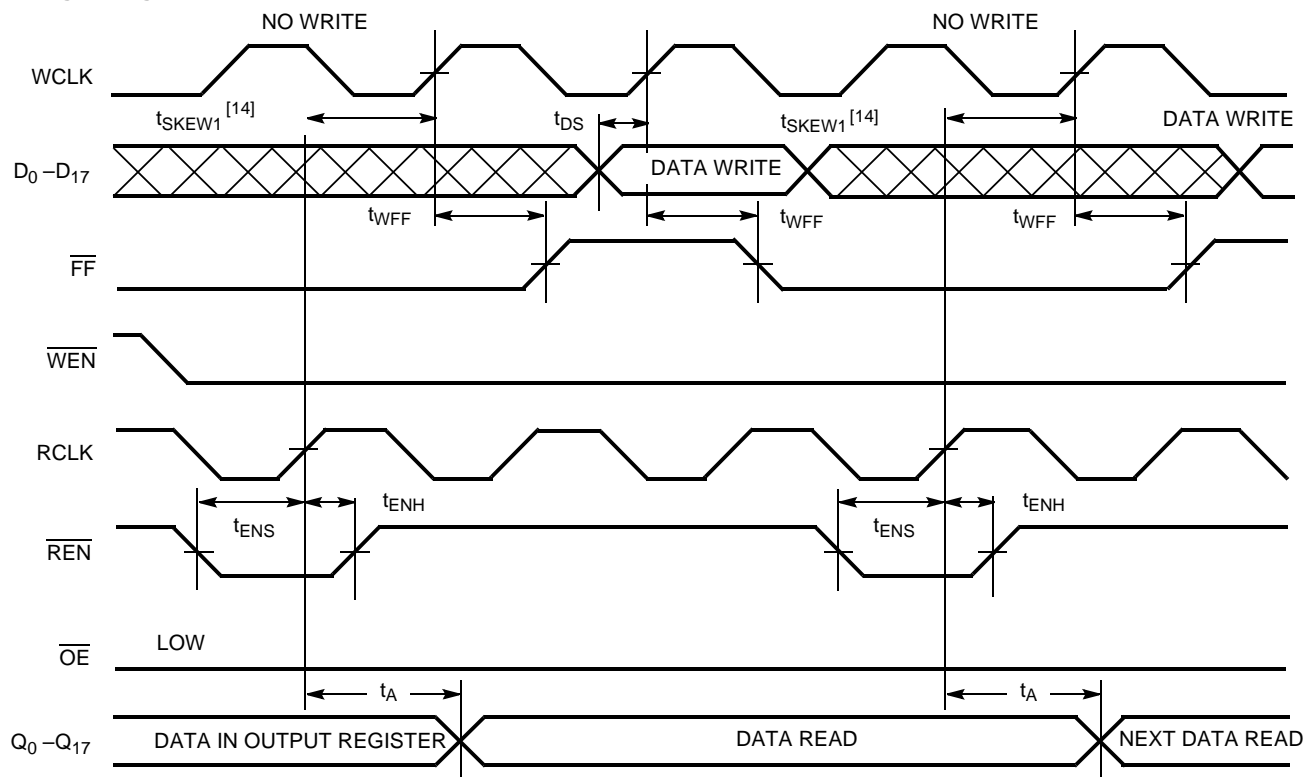 NO WRITE NO WRITE
WCLK
tSKEW1 [14] tDS tSKEW1 [14] DATA WRITE
D0 –D17 DATA WRITE
tWFF tWFF tWFF
FF
WEN
RCLK
tENS tENH tENS tENH
REN
LOW
OE
tA tA
Q0 –Q17 DATA IN OUTPUT REGISTER DATA READ NEXT DATA READ